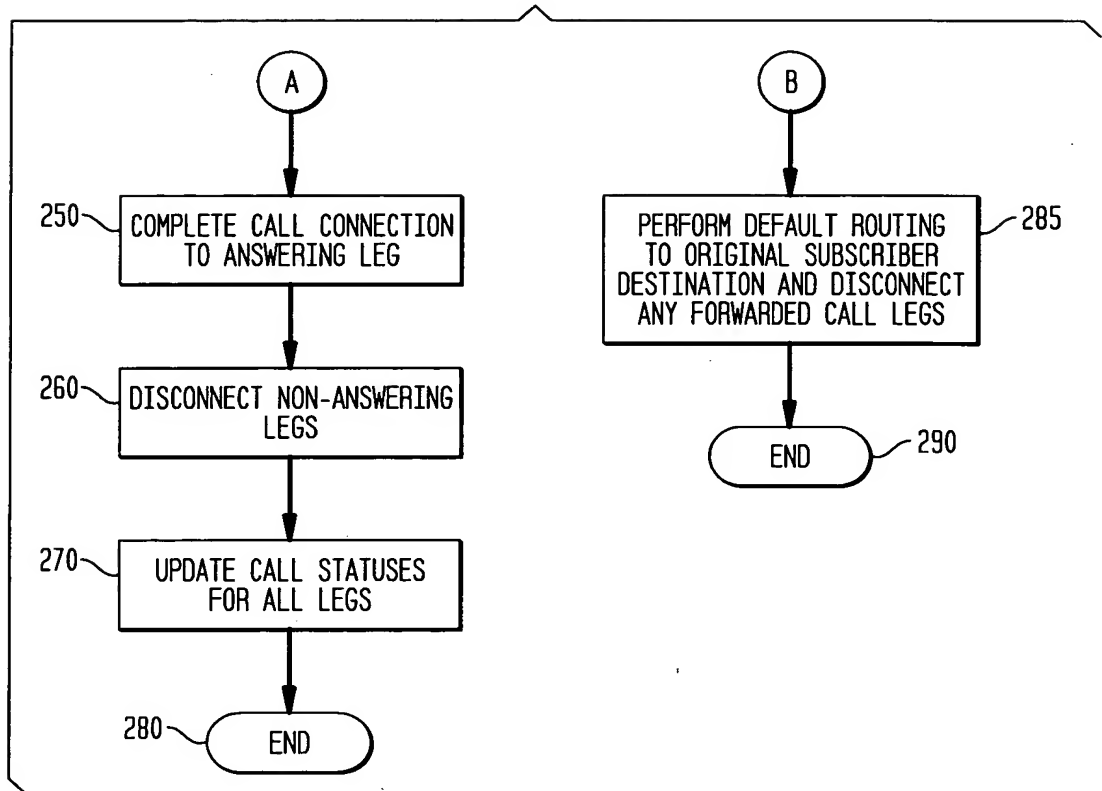 A
250
COMPLETE CALL CONNECTION
TO ANSWERING LEG
260
DISCONNECT NON-ANSWERING
LEGS
270
UPDATE CALL STATUSES
FOR ALL LEGS
280
END
B
PERFORM DEFAULT ROUTING
TO ORIGINAL SUBSCRIBER
DESTINATION AND DISCONNECT
ANY FORWARDED CALL LEGS
285
END
290